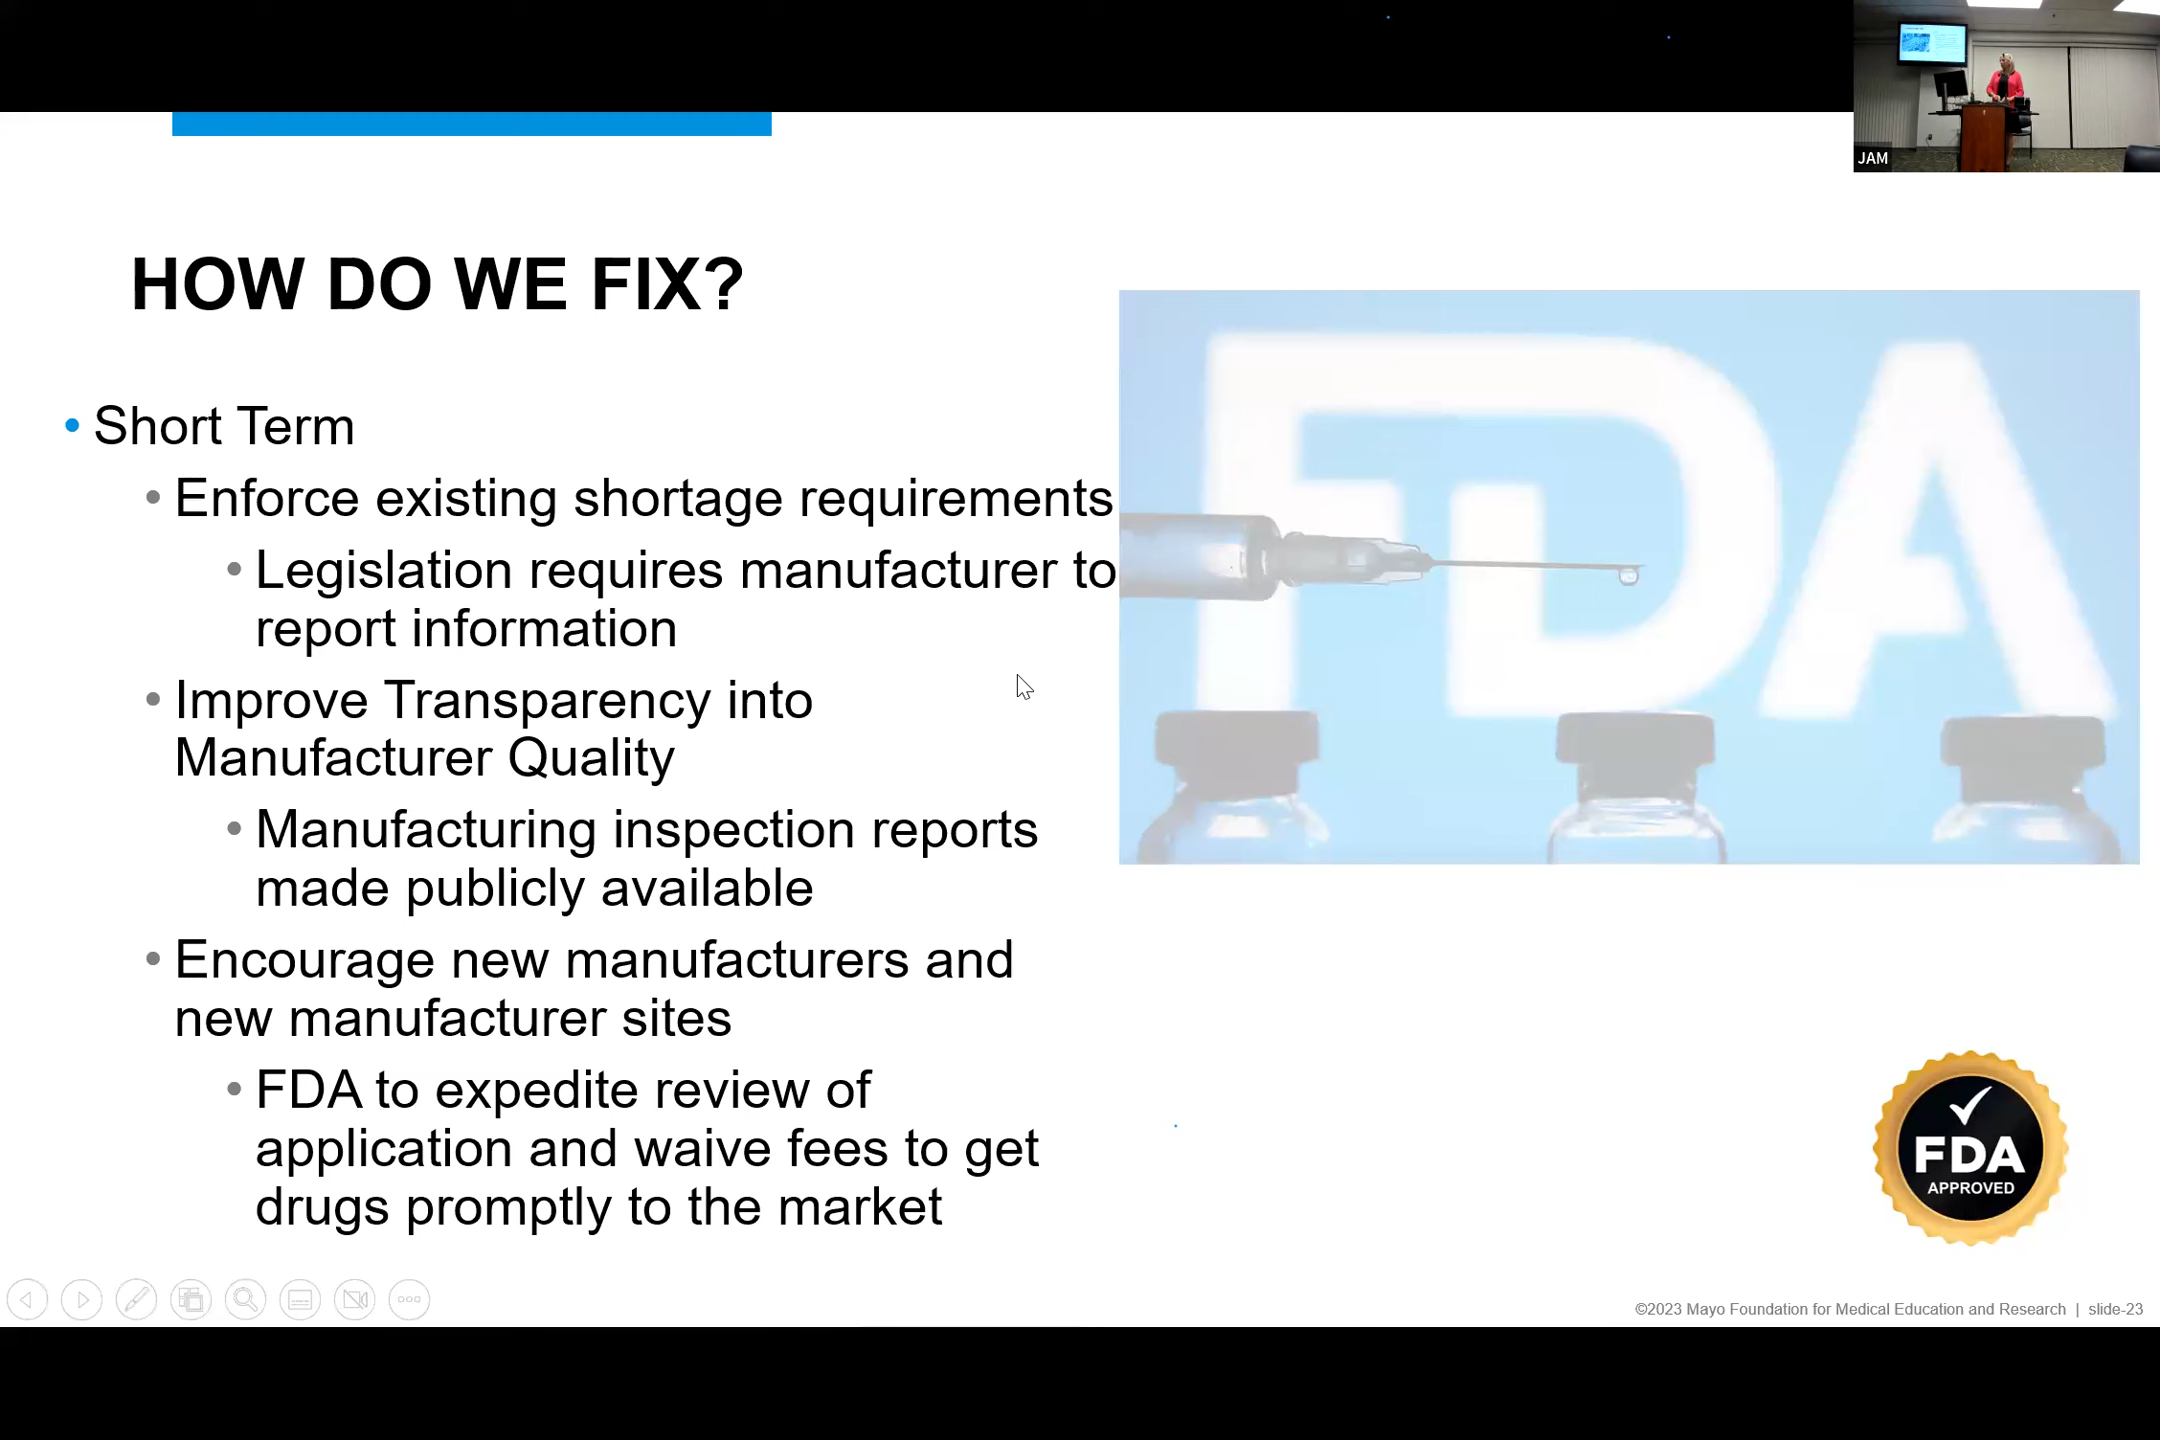 JAM
HOW DO WE FIX?
• Short Term
• Enforce existing shortage requirements
• Legislation requires manufacturer to
report information
• Improve Transparency into
Manufacturer Quality
• Manufacturing inspection reports
made publicly available
• Encourage new manufacturers and
new manufacturer sites
• FDA to expedite review of
application and waive fees to get
drugs promptly to the market
FDA
FDA
APPROVED
©2023 Mayo Foundation for Medical Education and Research | slide-23